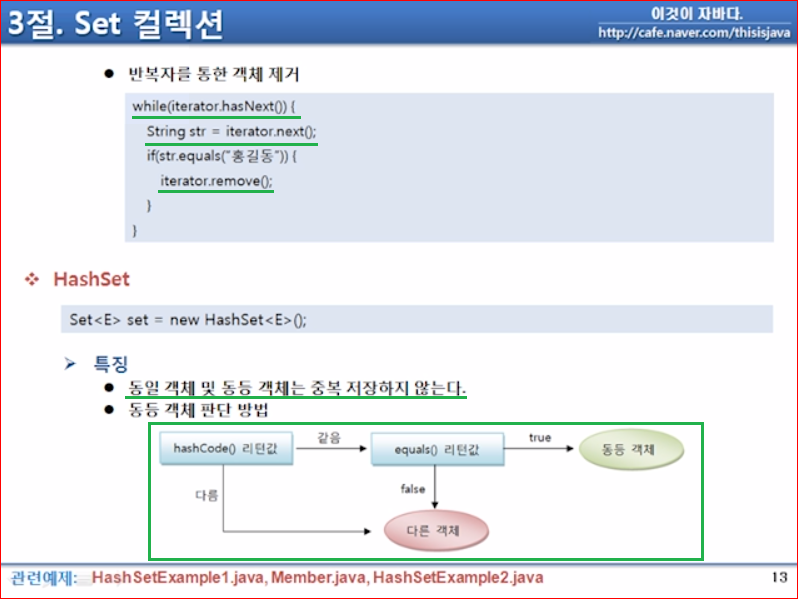 3절. Set 컬렉션
이것이 자바다.
http://cafe.naver.com/thisisjava
● 반복자를 통한 객체 제거
while(iterator.hasNext()) {
String str = iterator.next();
if(str.equals("홍길동")) {
iterator.remove();
}
}
❖ HashSet
Set<E> set = new HashSet<E>();
➢ 특징
● 동일 객체 및 동등 객체는 중복 저장하지 않는다.
● 동등 객체 판단 방법
hashCode() 리턴값
같음
equals() 리턴값
true
동등 객체
다름
false
다른 객체
관련예제: HashSetExample1.java, Member.java, HashSetExample2.java
13